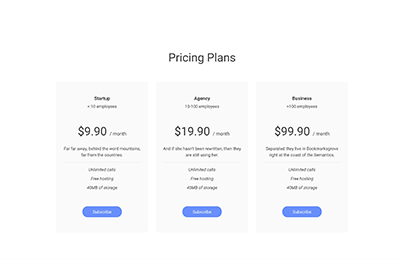 Pricing Plans
Startup
< 10 employees
$9.90 / month
Far far away, behind the word mountains,
far from the countries
Unlimited calls
Free hosting
40MB of storage
Subscribe
Agency
10-100 employees
$19.90 / month
And if she hasn't been rewritten, then they
are still using her.
Unlimited calls
Free hosting
40MB of storage
Subscribe
Business
>100 employees
$99.90 / month
Separated they live in Bookmarksgrove
right at the coast of the Semantics
Unlimited calls
Free hosting
40MB of storage
Subscribe